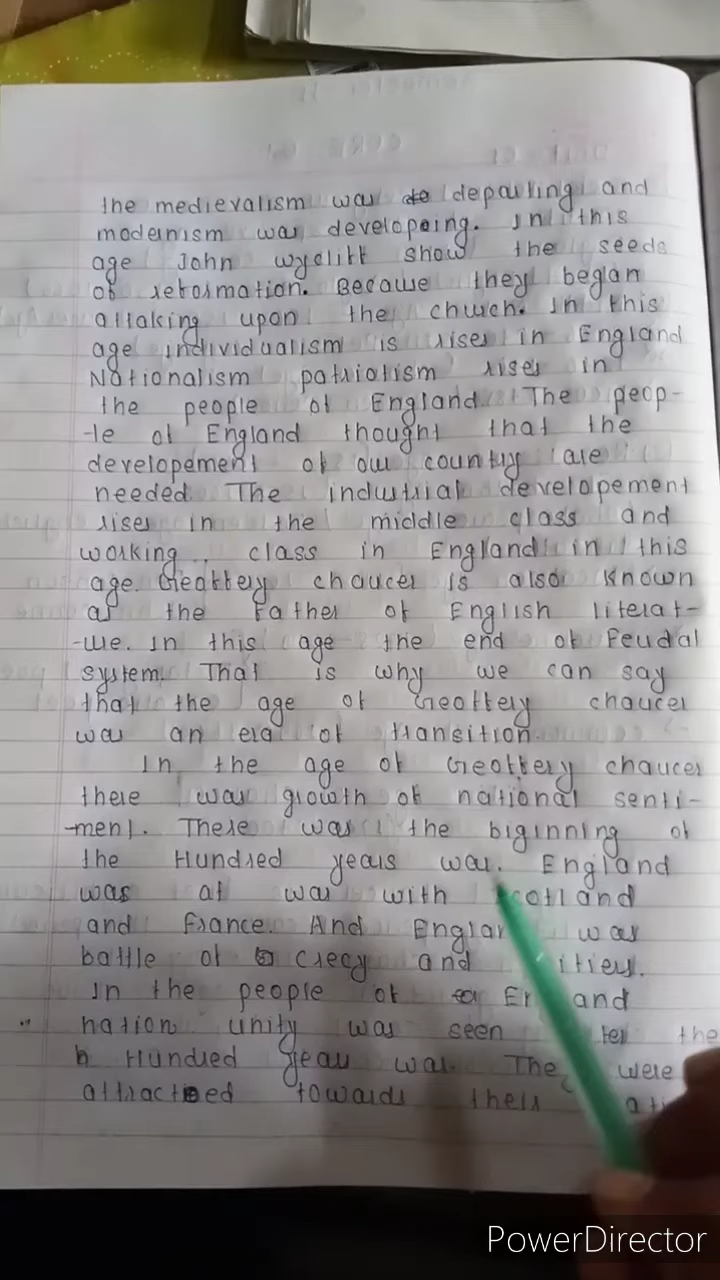 the medievalism was de departing and
modernism was developeing. In this
age John wycliff show the seeds
of reformation. Because they began
attaking upon the church. In this
age individualism is rises in England
Nationalism patriotism rises in
the people of England. The peop-
-le of England thought that the
developement of our country are
needed. The industrial developement
rises in the middle class and
working class in England in this
age. Geoffery chaucer is also known
as the Father of English literat-
-ure. In this age the end of Feudal
system. That is why we can say
that the age of Geoffery chaucer
was an era of transition.
In the age of Geoffery chaucer
there was growth of national senti-
-ment. There was the biginning of
the Hundred years war. England
was at war with Scotland
and France. And was
battle of crecy and
In the people of
nation unity was seen the
h Hundred year war. The were
attracted towards their
PowerDirector